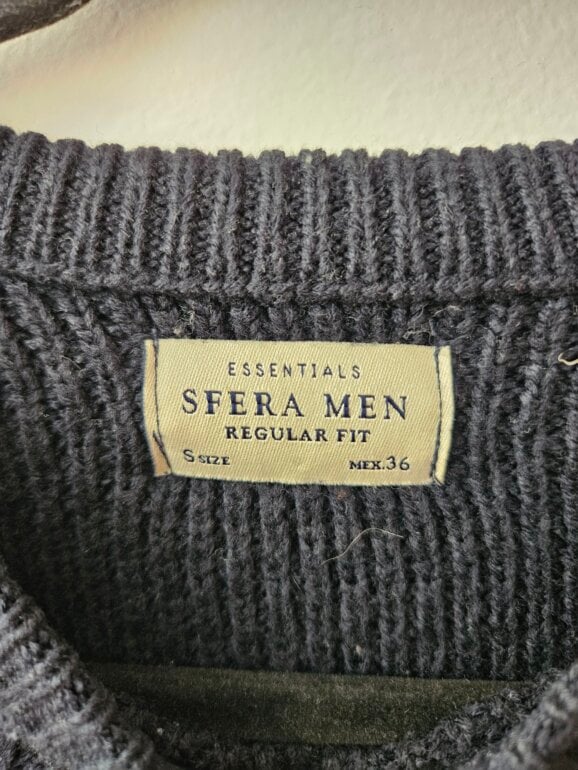 ESSENTIALS
SFERA MEN
REGULAR FIT
S SIZE MEX.36